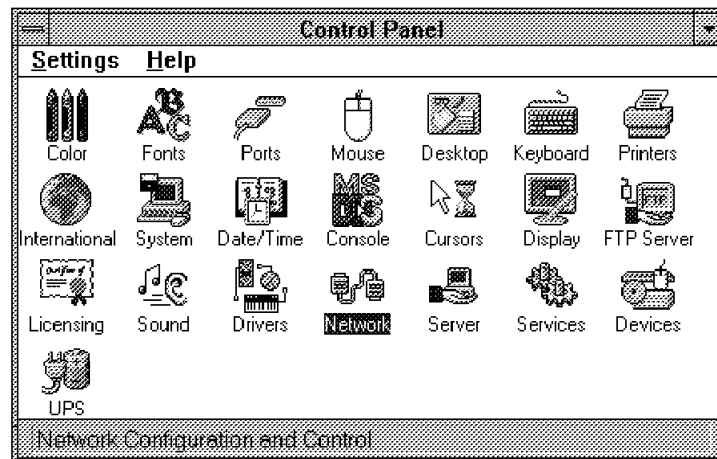 Control Panel
Settings Help
Color Fonts Ports Mouse Desktop Keyboard Printers
International System Date/Time Console Cursors Display FTP Server
Licensing Sound Drivers Network Server Services Devices
UPS
Network Configuration and Control